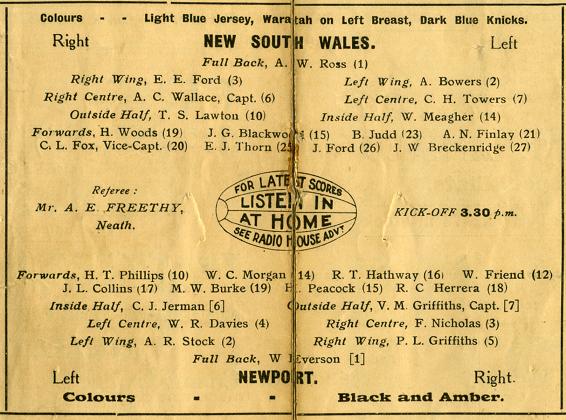 Colours - - Light Blue Jersey, Waratah on Left Breast, Dark Blue Knicks.
Right NEW SOUTH WALES. Left
Full Back, A. W. Ross (1)
Right Wing, E. E. Ford (3) Left Wing, A. Bowers (2)
Right Centre, A. C. Wallace, Capt. (6) Left Centre, C. H. Towers (7)
Outside Half, T. S. Lawton (10) Inside Half, W. Meagher (14)
Forwards, H. Woods (19) J. G. Blackwood (15) B. Judd (23) A. N. Finlay (21)
C. L. Fox, Vice-Capt. (20) E. J. Thorn J. Ford (26) J. W Breckenridge (27)
Referee:
Mr. A. E. FREETHY,
Neath.
FOR LATEST SCORES
LISTEN IN
AT HOME
SEE RADIO HOUSE ADVT
KICK-OFF 3.30 p.m.
Forwards, H. T. Phillips (10) W. C. Morgan (14) R. T. Hathway (16) W. Friend (12)
J. L. Collins (17) M. W. Burke (19) Peacock (15) R. C Herrera (18)
Inside Half, C. J. Jerman [6] Outside Half, V. M. Griffiths, Capt. [7]
Left Centre, W. R. Davies (4) Right Centre, F. Nicholas (3)
Left Wing, A. R. Stock (2) Right Wing, P. L. Griffiths (5)
Full Back, W Everson [1]
Left NEWPORT. Right.
Colours - - Black and Amber.